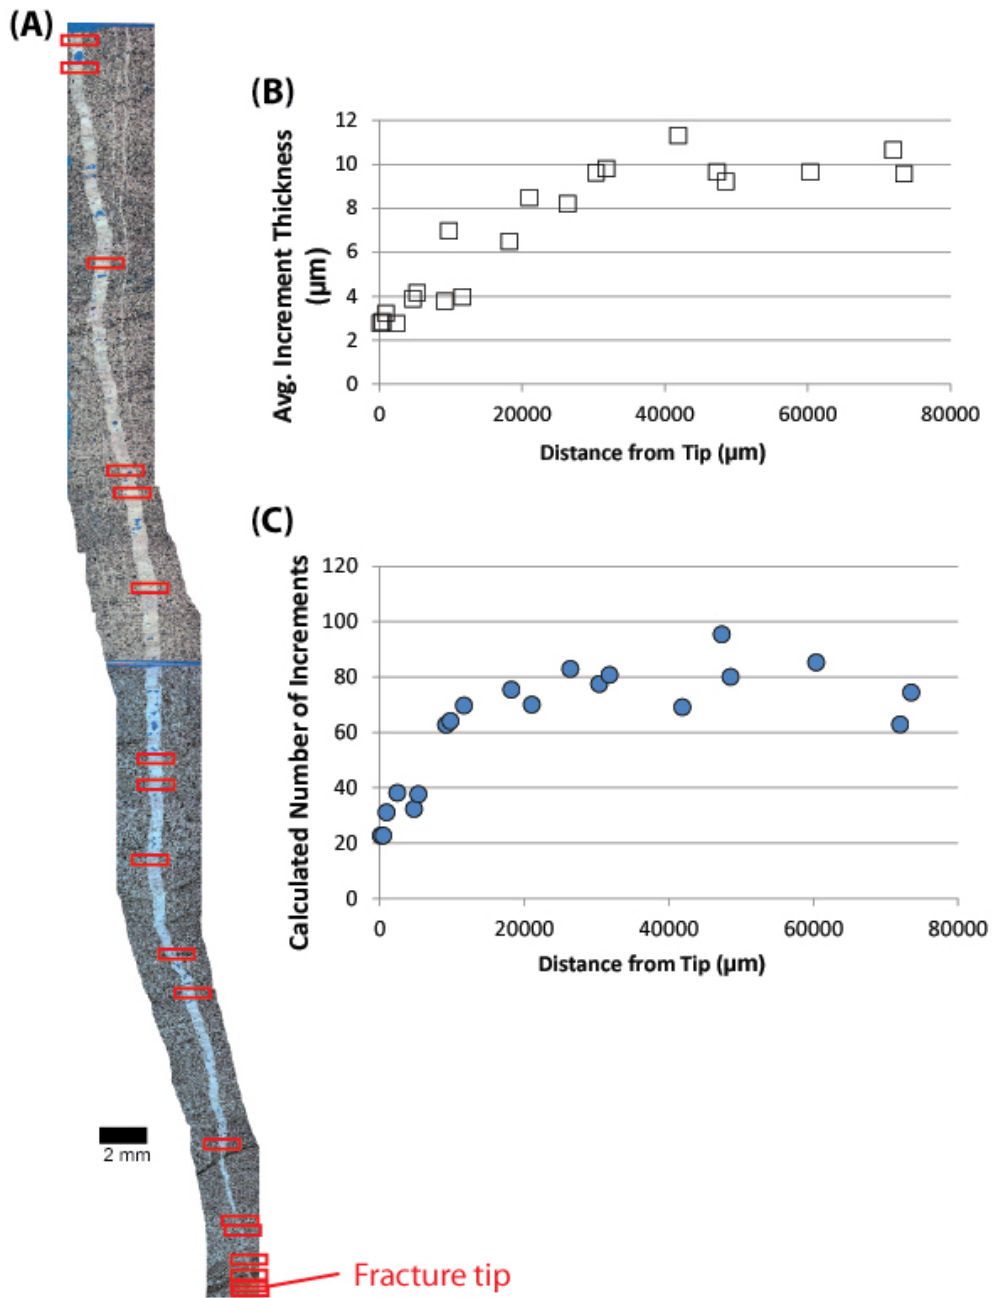 (A)
(B)
Avg. Increment Thickness
(µm)
12
10
8
6
4
2
0
0 20000 40000 60000 80000
Distance from Tip (µm)
(C)
Calculated Number of Increments
120
100
80
60
40
20
0
0 20000 40000 60000 80000
Distance from Tip (µm)
2 mm
Fracture tip